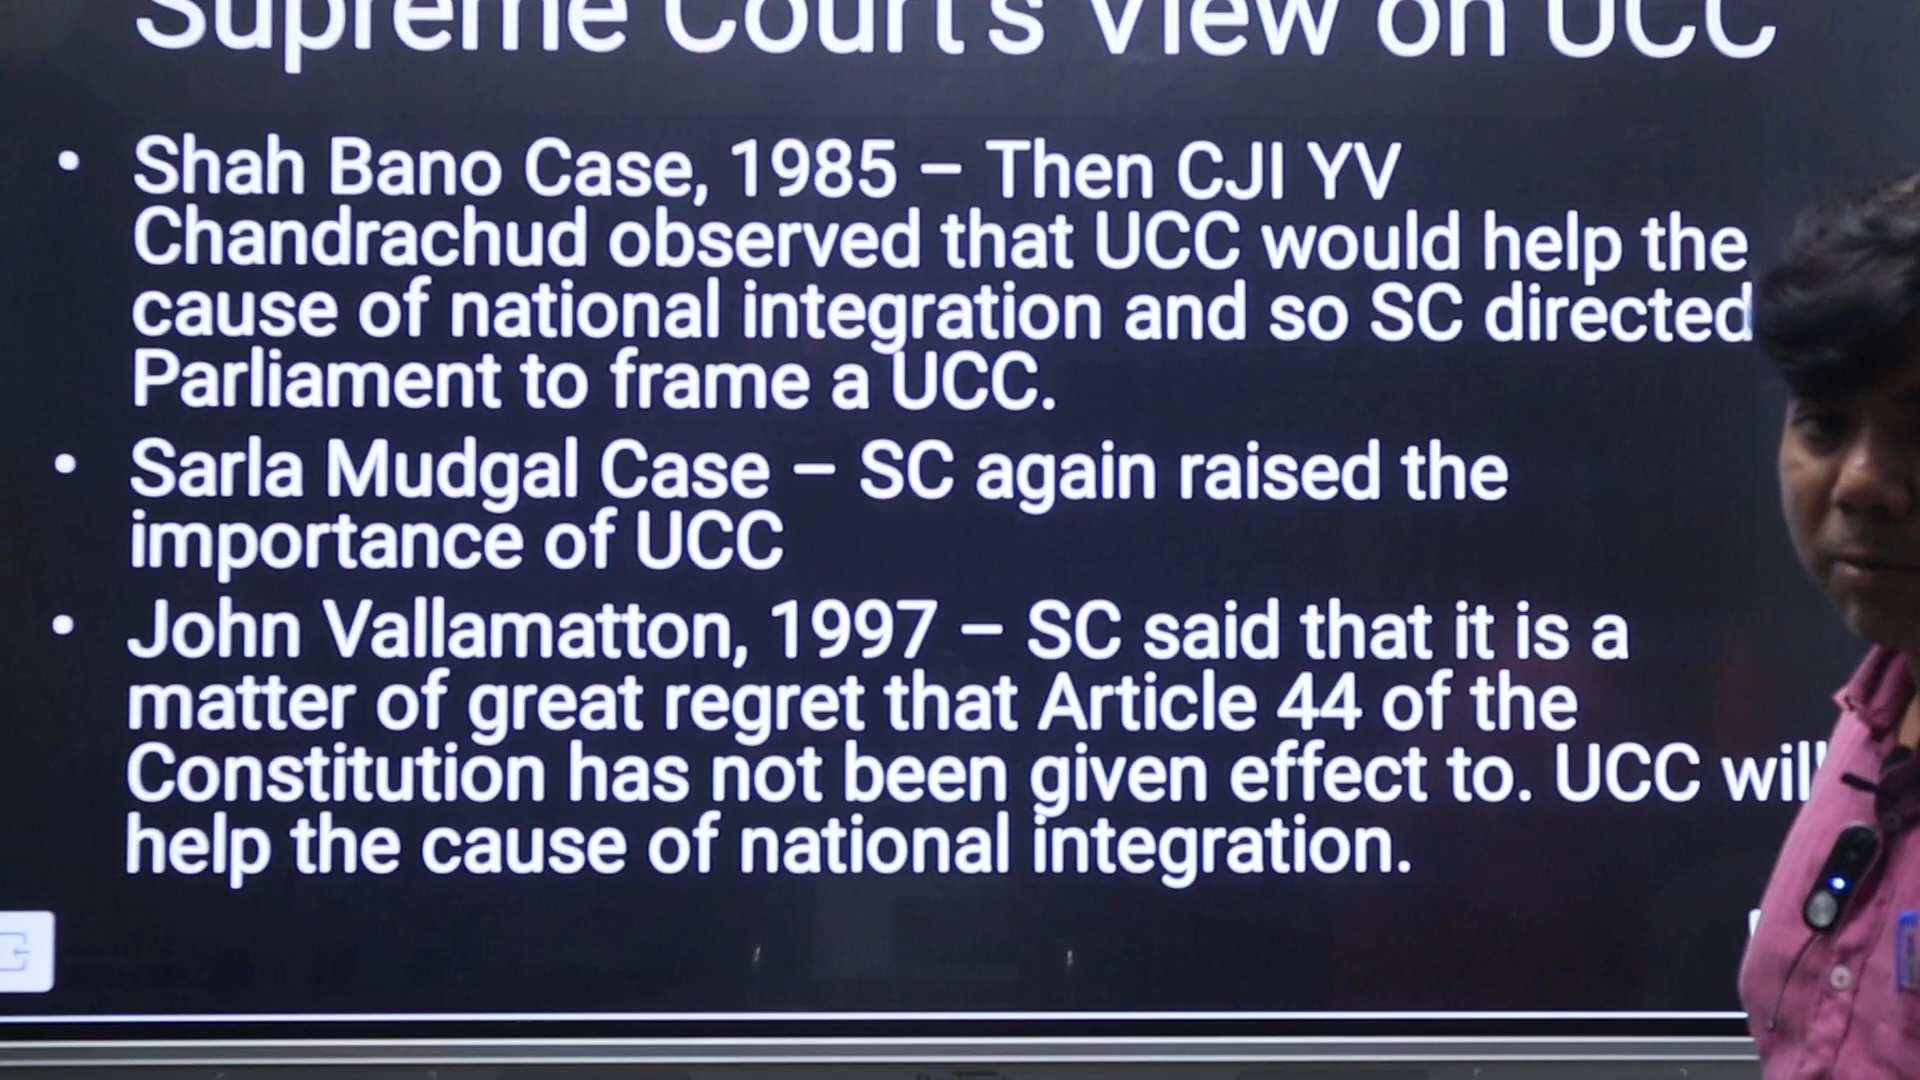 Supreme Court's View on UCC
• Shah Bano Case, 1985 – Then CJI YV
Chandrachud observed that UCC would help the
cause of national integration and so SC directed
Parliament to frame a UCC.
• Sarla Mudgal Case – SC again raised the
importance of UCC
• John Vallamatton, 1997 – SC said that it is a
matter of great regret that Article 44 of the
Constitution has not been given effect to. UCC will
help the cause of national integration.